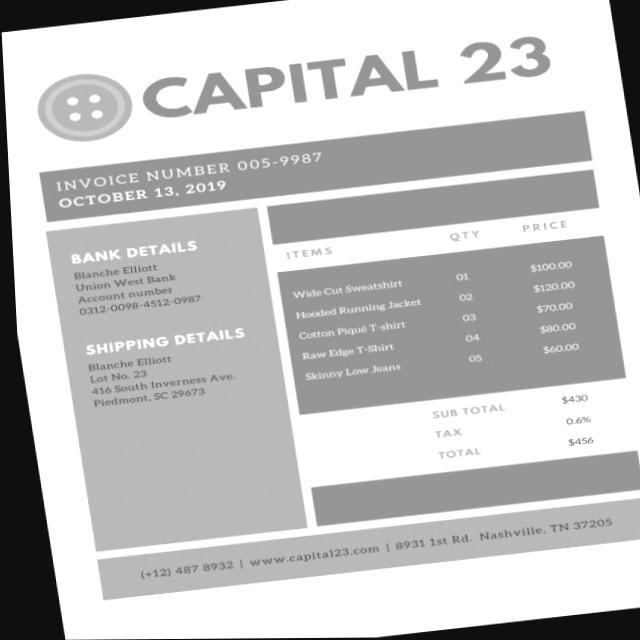 CAPITAL 23
INVOICE NUMBER 005-9987
OCTOBER 13, 2019
BANK DETAILS
Blanche Elliott
Union West Bank
Account number
0312-0098-4512-0987
SHIPPING DETAILS
Blanche Elliott
Lot No. 23
416 South Inverness Ave.
Piedmont, SC 29673
ITEMS QTY PRICE
Wide Cut Sweatshirt 01 $100.00
Hooded Running Jacket 02 $120.00
Cotton Piqué T-shirt 03 $70.00
Raw Edge T-Shirt 04 $80.00
Skinny Low Jeans 05 $60.00
SUB TOTAL $430
TAX 0.6%
TOTAL $456
(+12) 487 8932 | www.capital23.com | 8931 1st Rd. Nashville, TN 37205